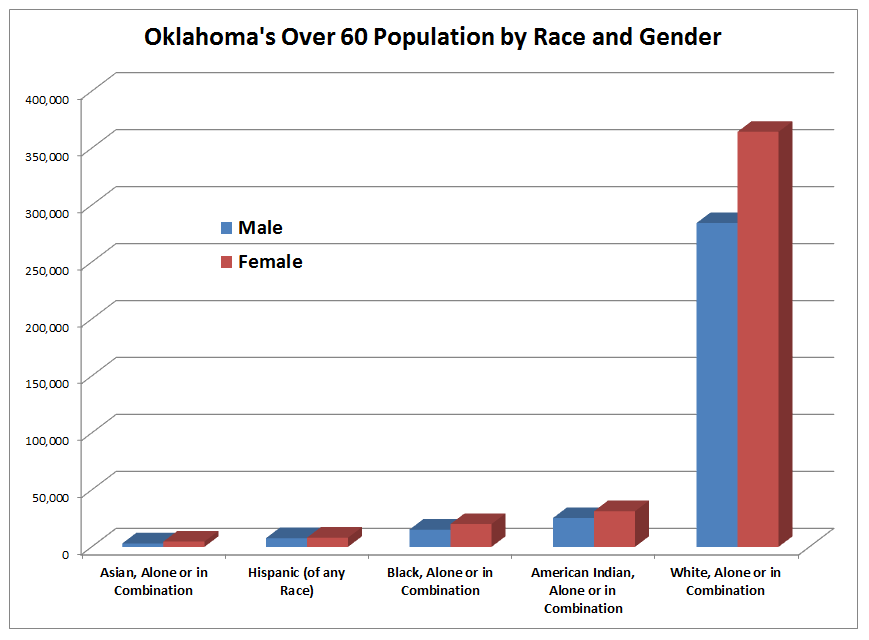 Oklahoma's Over 60 Population by Race and Gender
400,000
350,000
300,000
250,000
200,000
150,000
100,000
50,000
0
Male
Female
Asian, Alone or in
Combination
Hispanic (of any
Race)
Black, Alone or in
Combination
American Indian,
Alone or in
Combination
White, Alone or in
Combination